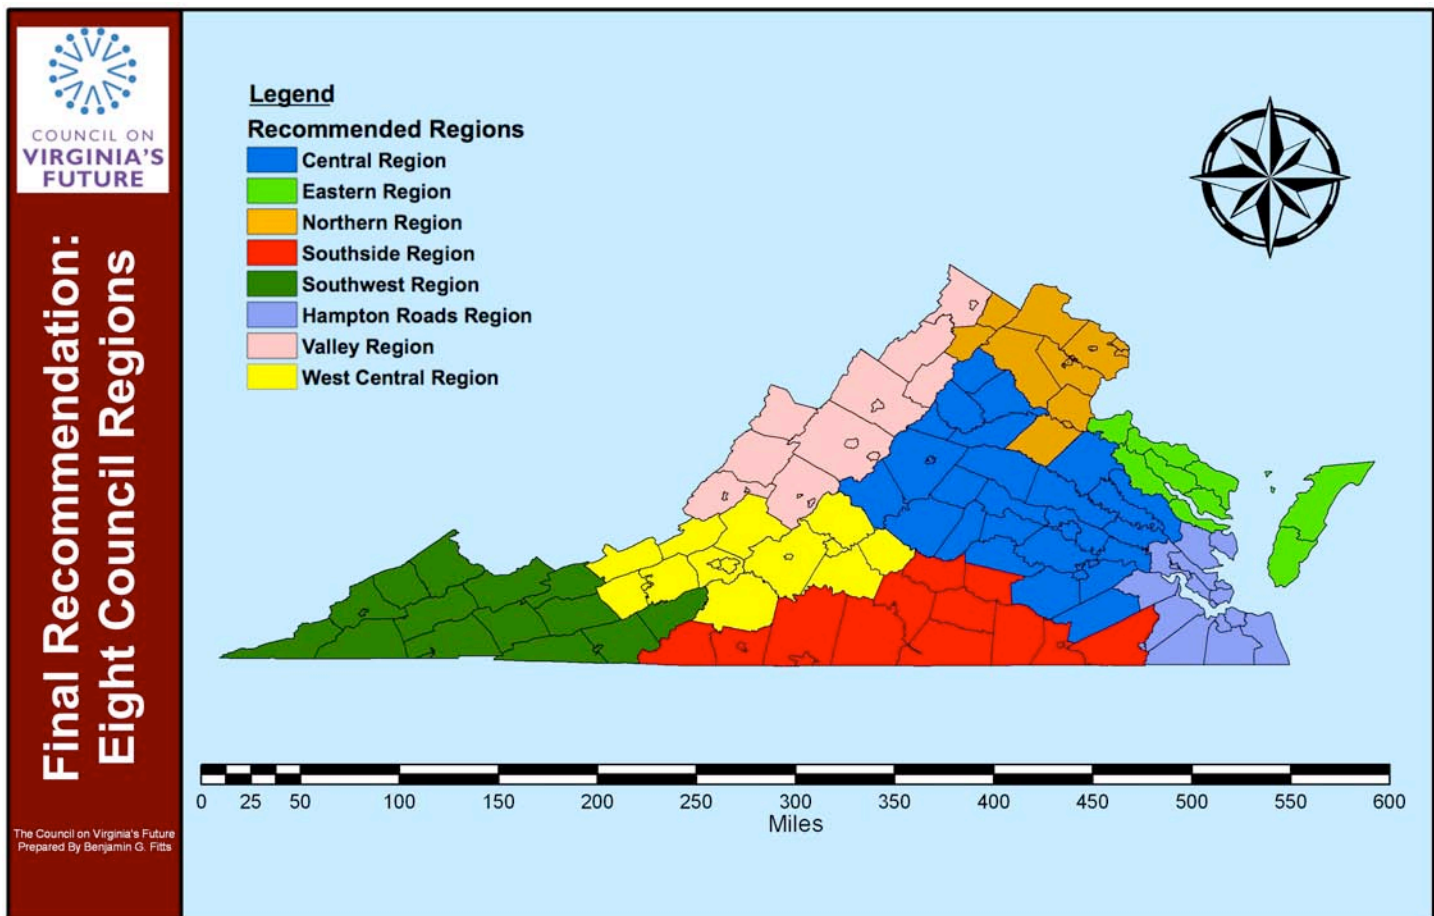 COUNCIL ON
VIRGINIA'S
FUTURE
Final Recommendation:
Eight Council Regions
The Council on Virginia's Future
Prepared By Benjamin G. Fitts
Legend
Recommended Regions
Central Region
Eastern Region
Northern Region
Southside Region
Southwest Region
Hampton Roads Region
Valley Region
West Central Region
0 25 50 100 150 200 250 300 350 400 450 500 550 600
Miles